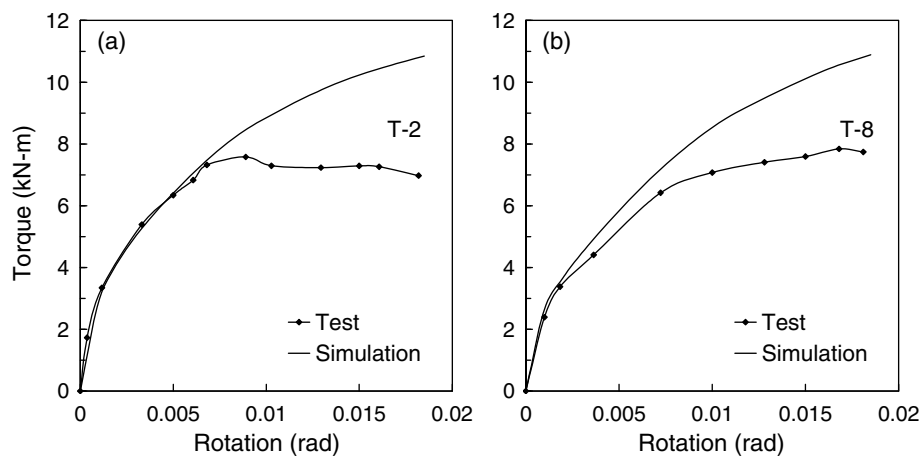 12
10
8
6
4
2
0
Torque (kN-m)
(a)
T-2
Test
Simulation
0
0.005
0.01
0.015
0.02
Rotation (rad)
12
10
8
6
4
2
0
(b)
T-8
Test
Simulation
0
0.005
0.01
0.015
0.02
Rotation (rad)